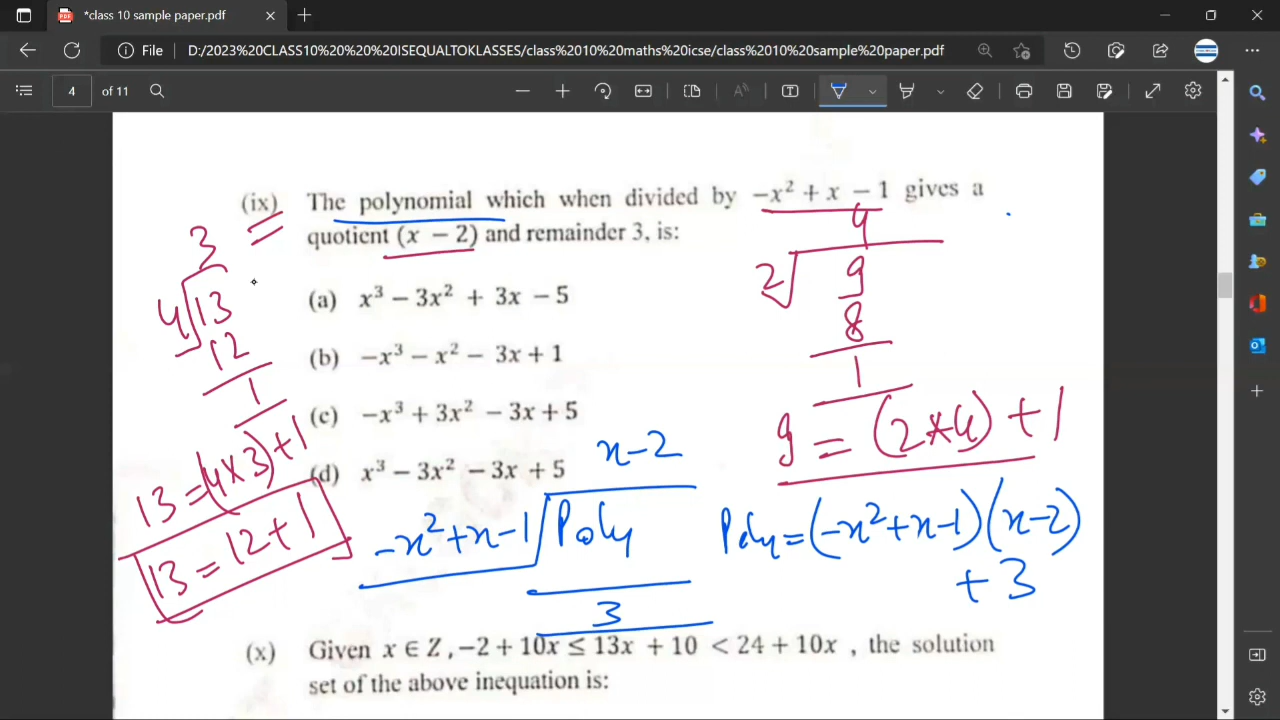 *class 10 sample paper.pdf
File D:/2023%20CLASS10%20%20%20ISEQUALTOKLASSES/class%2010%20maths%20icse/class%2010%20sample%20paper.pdf
4 of 11
(ix) The polynomial which when divided by −x² + x − 1 gives a
quotient (x − 2) and remainder 3, is:
(a) x³ − 3x² + 3x − 5
(b) −x³ − x² − 3x + 1
(c) −x³ + 3x² − 3x + 5
(d) x³ − 3x² − 3x + 5
3
4 13
12
1
13 = (4×3)+1
13 = 12+1
4
2 9
8
1
9 = (2*4) + 1
x-2
-x²+x-1 Poly
3
Poly = (-x²+x-1)(x-2)
+3
(x) Given x ∈ Z, −2 + 10x ≤ 13x + 10 < 24 + 10x , the solution
set of the above inequation is: